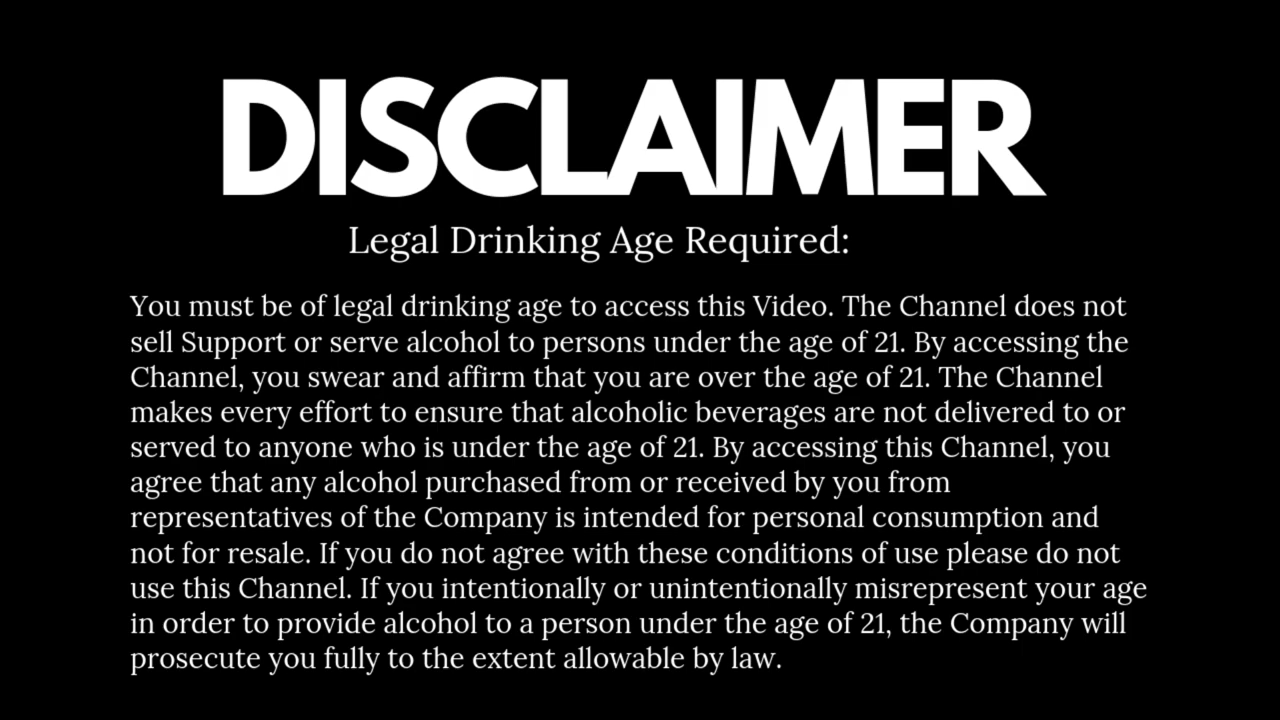 DISCLAIMER
Legal Drinking Age Required:
You must be of legal drinking age to access this Video. The Channel does not
sell Support or serve alcohol to persons under the age of 21. By accessing the
Channel, you swear and affirm that you are over the age of 21. The Channel
makes every effort to ensure that alcoholic beverages are not delivered to or
served to anyone who is under the age of 21. By accessing this Channel, you
agree that any alcohol purchased from or received by you from
representatives of the Company is intended for personal consumption and
not for resale. If you do not agree with these conditions of use please do not
use this Channel. If you intentionally or unintentionally misrepresent your age
in order to provide alcohol to a person under the age of 21, the Company will
prosecute you fully to the extent allowable by law.